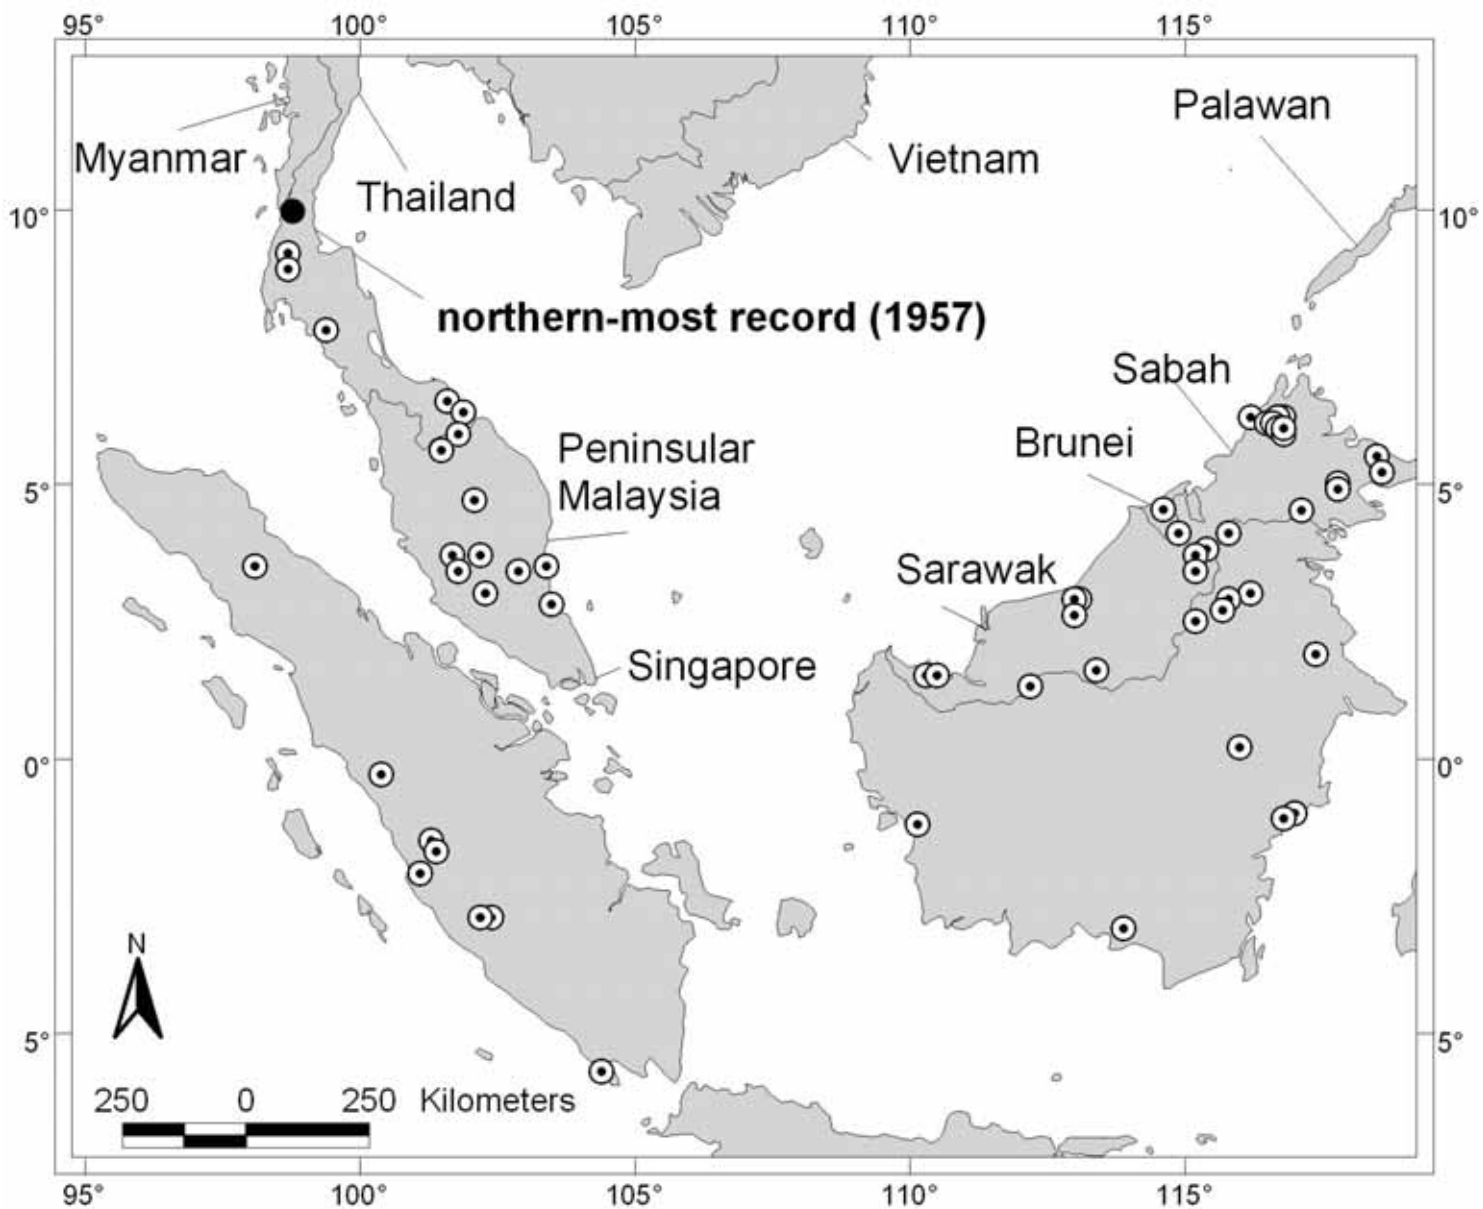 95° 100° 105° 110° 115°
Palawan
Myanmar
Vietnam
Thailand
10° 10°
northern-most record (1957)
Sabah
Brunei
Peninsular
Malaysia
5° 5°
Sarawak
Singapore
0° 0°
N
5° 5°
250 0 250 Kilometers
95° 100° 105° 110° 115°